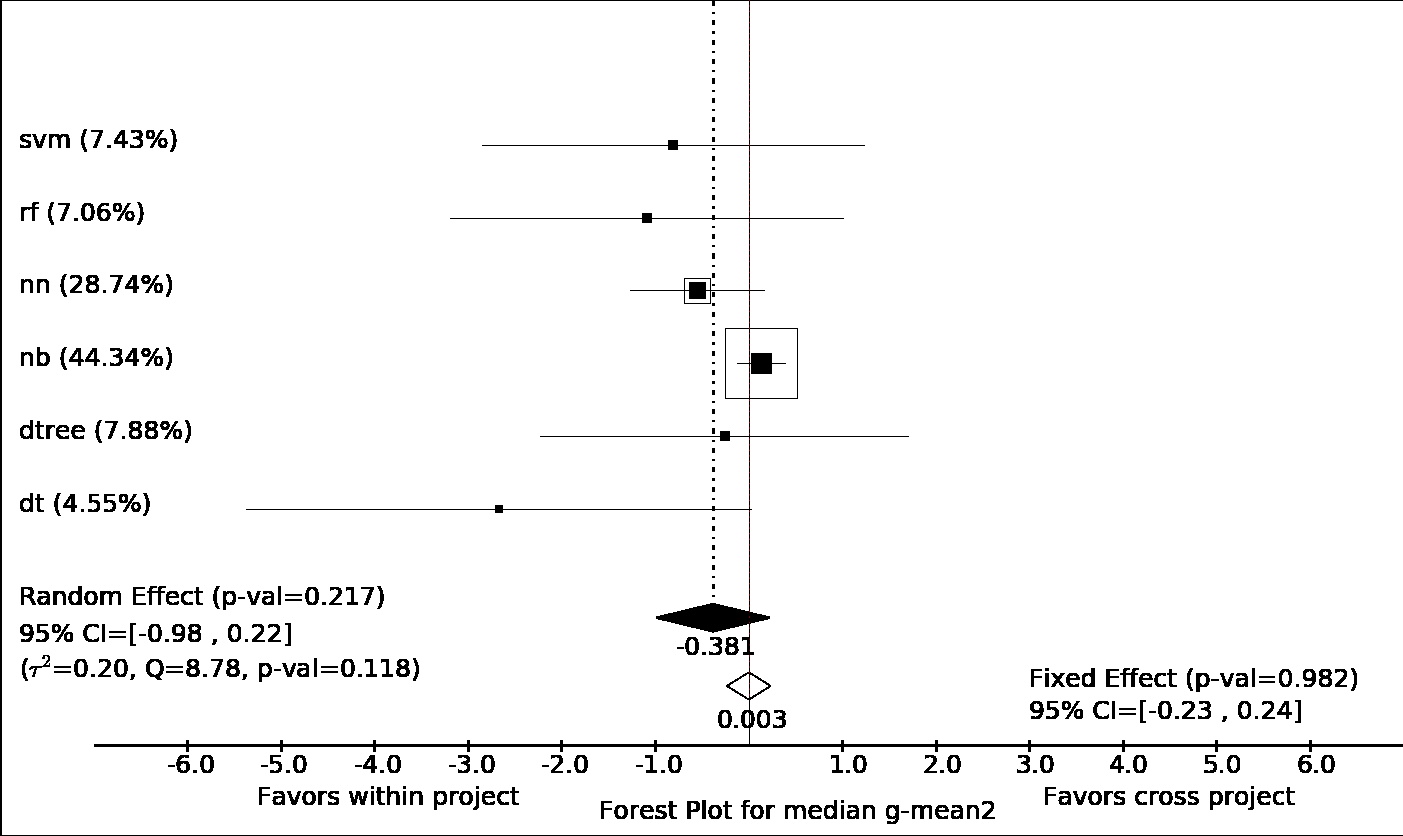 svm (7.43%)
rf (7.06%)
nn (28.74%)
nb (44.34%)
dtree (7.88%)
dt (4.55%)
Random Effect (p-val=0.217)
95% CI=[-0.98 , 0.22]
(τ²=0.20, Q=8.78, p-val=0.118)
-0.381
0.003
Fixed Effect (p-val=0.982)
95% CI=[-0.23 , 0.24]
-6.0 -5.0 -4.0 -3.0 -2.0 -1.0 1.0 2.0 3.0 4.0 5.0 6.0
Favors within project
Forest Plot for median g-mean2
Favors cross project